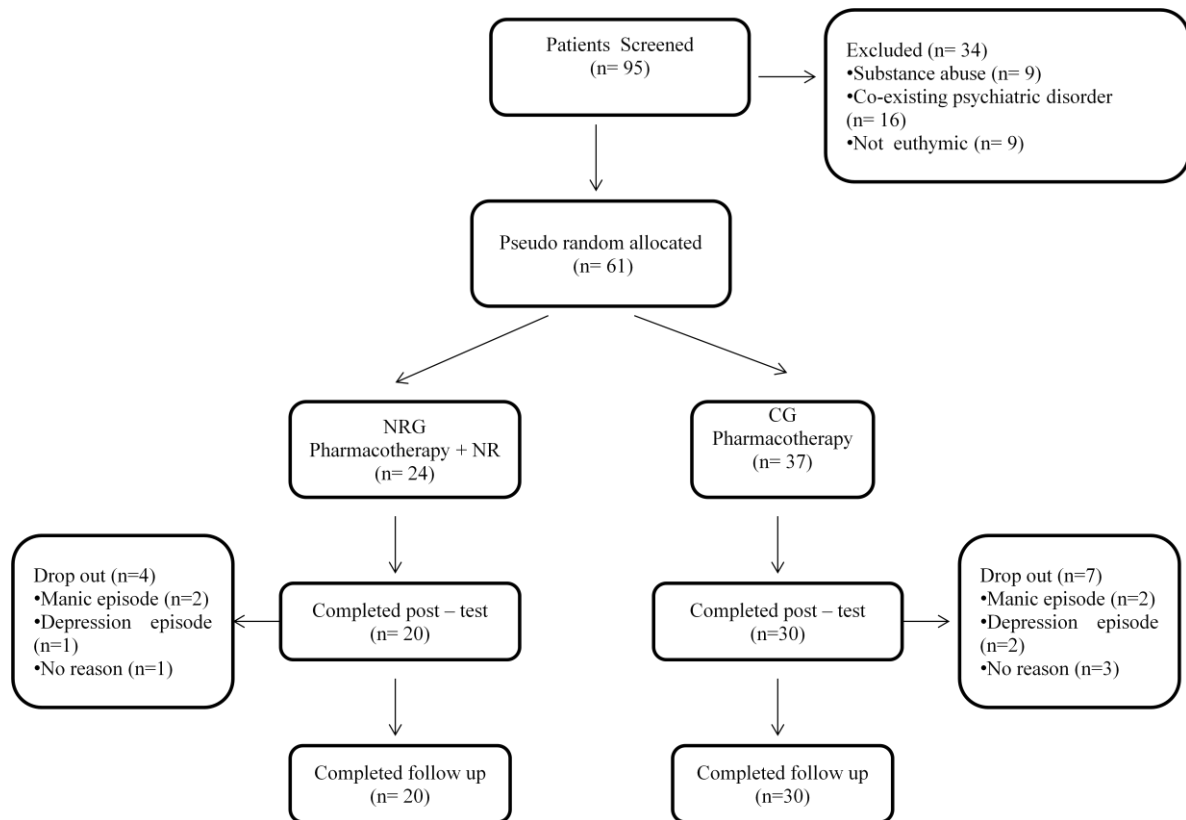 Patients Screened
(n= 95)
Excluded (n= 34)
•Substance abuse (n= 9)
•Co-existing psychiatric disorder
(n= 16)
•Not euthymic (n= 9)
Pseudo random allocated
(n= 61)
NRG
Pharmacotherapy + NR
(n= 24)
CG
Pharmacotherapy
(n= 37)
Drop out (n=4)
•Manic episode (n=2)
•Depression episode
(n=1)
•No reason (n=1)
Completed post – test
(n= 20)
Completed post – test
(n=30)
Drop out (n=7)
•Manic episode (n=2)
•Depression episode
(n=2)
•No reason (n=3)
Completed follow up
(n= 20)
Completed follow up
(n=30)